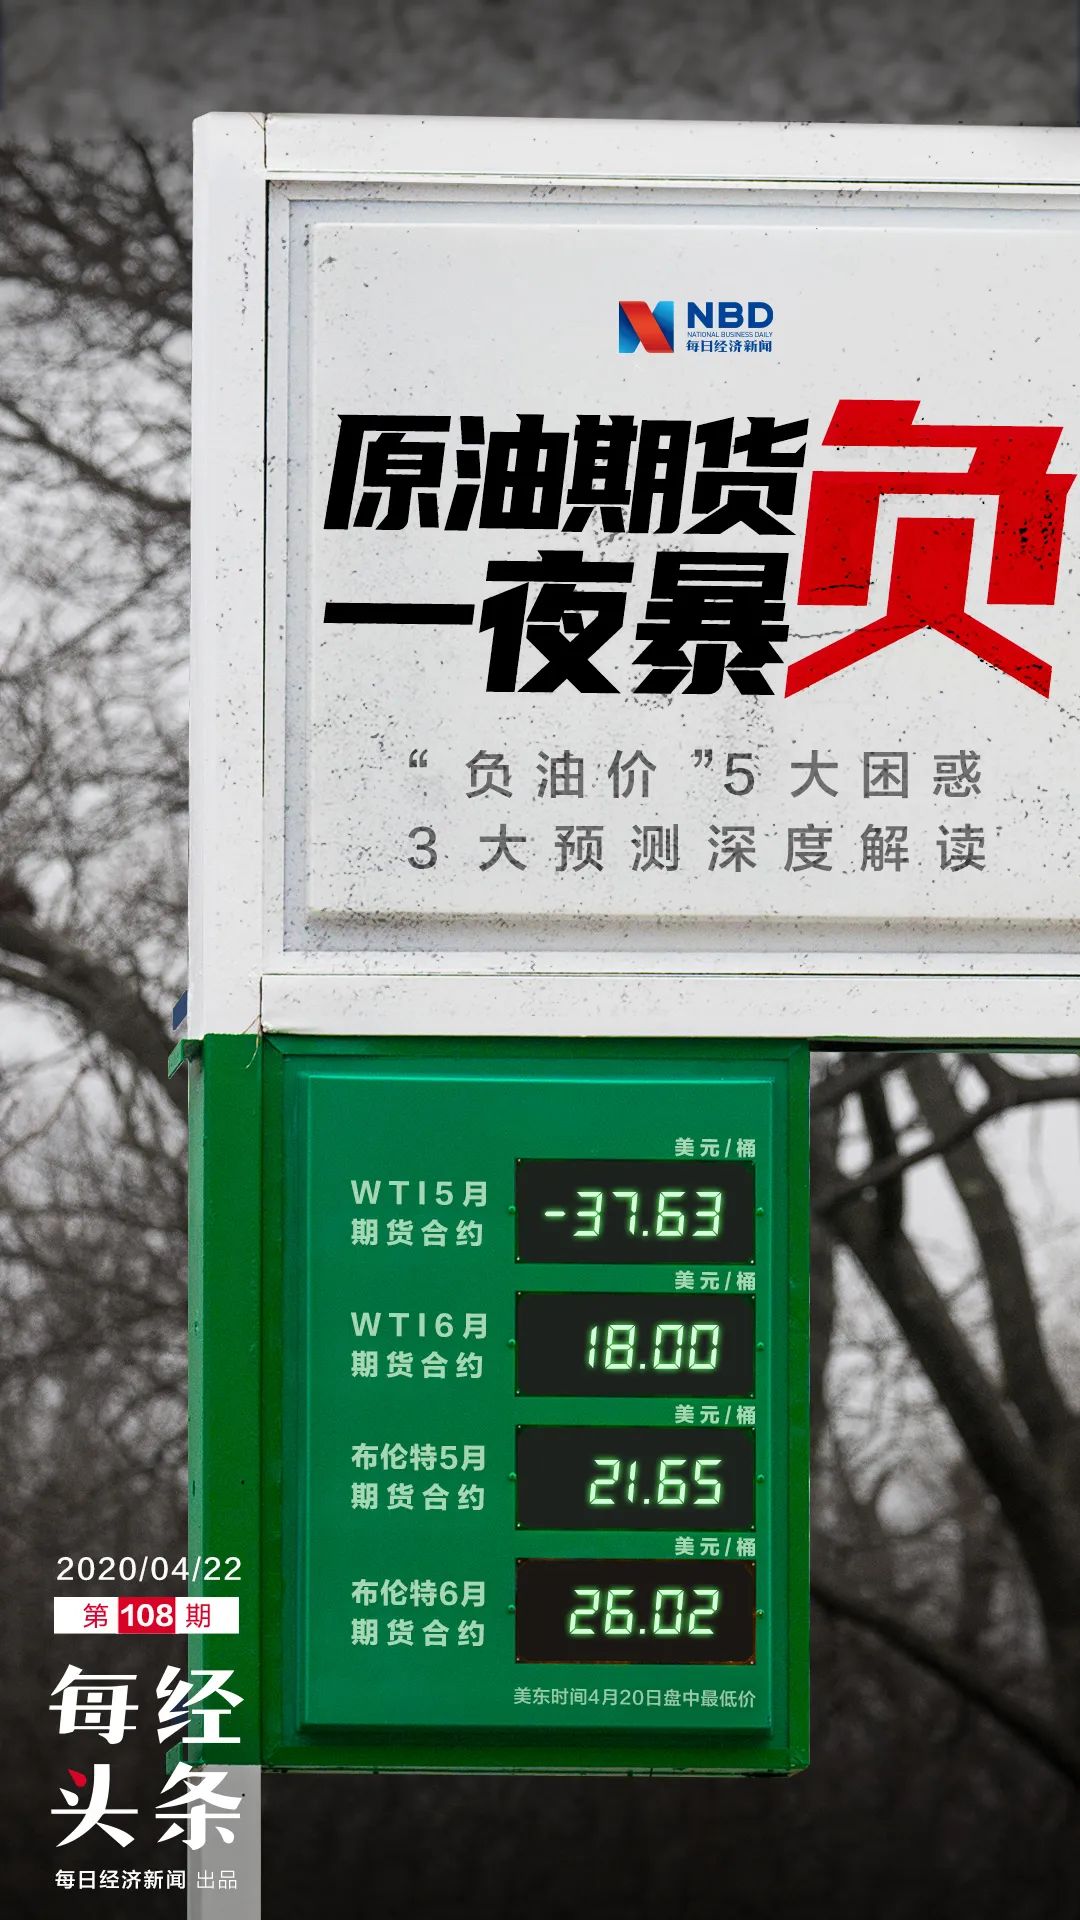 NBD
NATIONAL BUSINESS DAILY
每日经济新闻
原油期货
一夜暴负
“负油价”5大困惑
3大预测深度解读
美元/桶
WTI5月
期货合约
-37.63
美元/桶
WTI6月
期货合约
18.00
美元/桶
布伦特5月
期货合约
21.65
美元/桶
布伦特6月
期货合约
26.02
美东时间4月20日盘中最低价
2020/04/22
第108期
每经
头条
每日经济新闻 出品